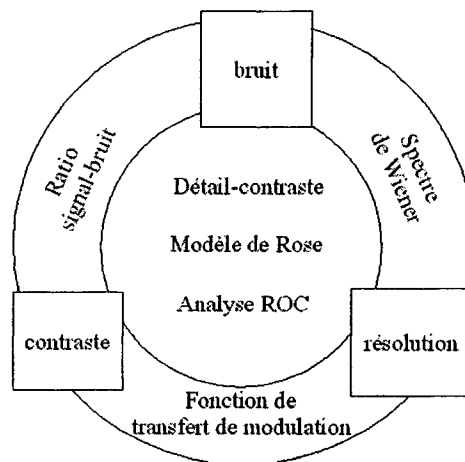 bruit
Ratio
signal-bruit
Spectre
de Wiener
Détail-contraste
Modèle de Rose
Analyse ROC
contraste
résolution
Fonction de
transfert de modulation